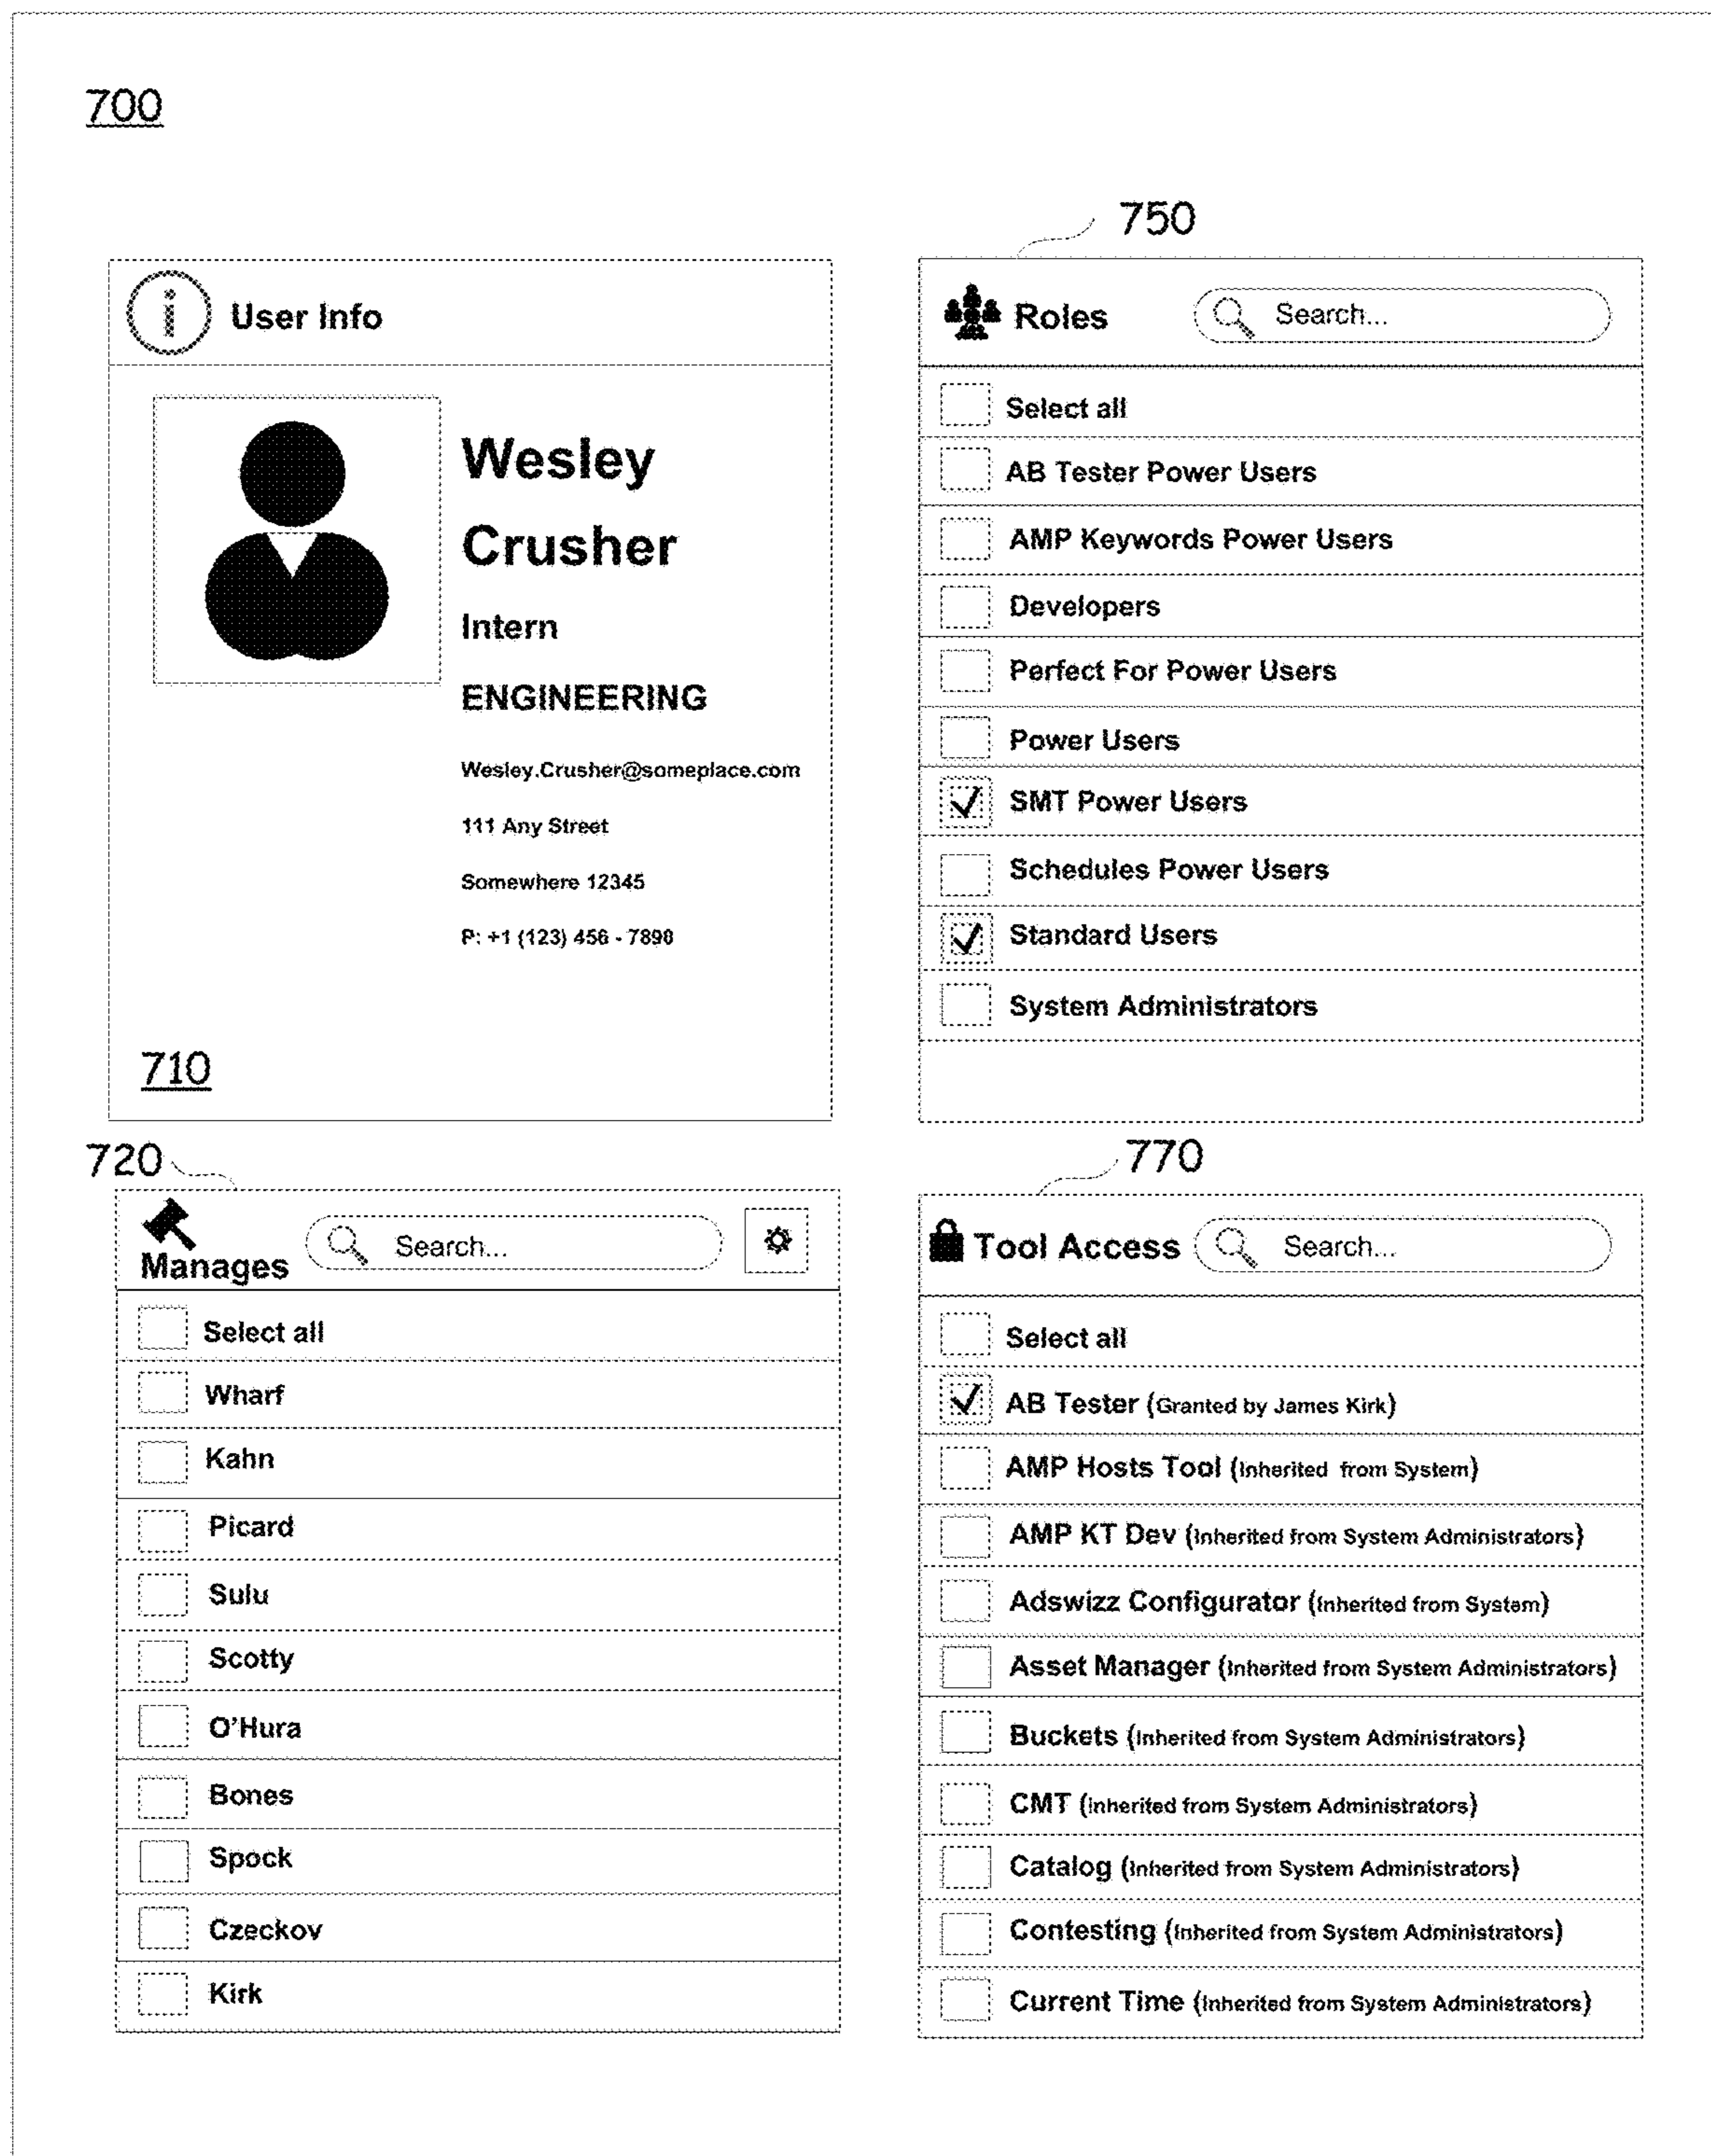 700
User Info
Wesley
Crusher
Intern
ENGINEERING
Wesley.Crusher@someplace.com
111 Any Street
Somewhere 12345
P: +1 (123) 456 - 7890
710
750
Roles
Search...
Select all
AB Tester Power Users
AMP Keywords Power Users
Developers
Perfect For Power Users
Power Users
SMT Power Users
Schedules Power Users
Standard Users
System Administrators
720
Manages
Search...
Select all
Wharf
Kahn
Picard
Sulu
Scotty
O'Hura
Bones
Spock
Czeckov
Kirk
770
Tool Access
Search...
Select all
AB Tester (Granted by James Kirk)
AMP Hosts Tool (Inherited from System)
AMP KT Dev (Inherited from System Administrators)
Adswizz Configurator (Inherited from System)
Asset Manager (Inherited from System Administrators)
Buckets (Inherited from System Administrators)
CMT (Inherited from System Administrators)
Catalog (Inherited from System Administrators)
Contesting (Inherited from System Administrators)
Current Time (Inherited from System Administrators)